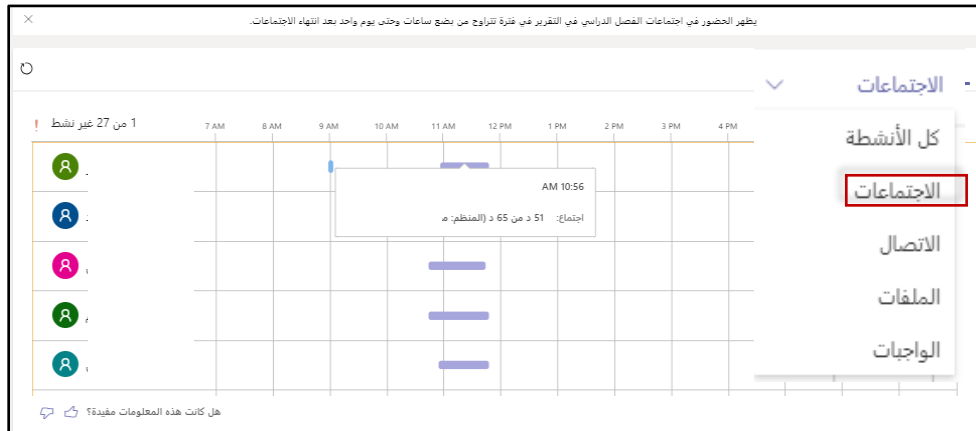 يظهر الحضور في اجتماعات الفصل الدراسي في التقرير في فترة تتراوح من بضع ساعات وحتى يوم واحد بعد انتهاء الاجتماعات.
الاجتماعات
1 من 27 غير نشط
7 AM 8 AM 9 AM 10 AM 11 AM 12 PM 1 PM 2 PM 3 PM 4 PM
كل الأنشطة
الاجتماعات
الاتصال
الملفات
الواجبات
10:56 AM
اجتماع: 51 د من 65 د (المنظم:
هل كانت هذه المعلومات مفيدة؟